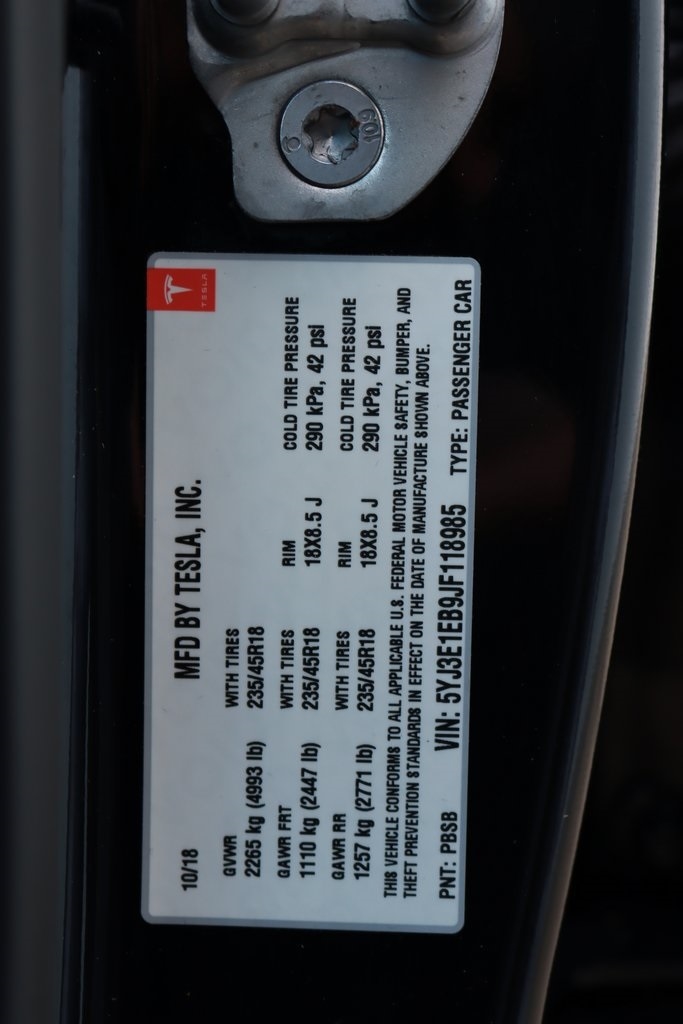 6 109
TESLA
10/18 MFD BY TESLA, INC.
GVWR WITH TIRES
2265 kg (4993 lb) 235/45R18
GAWR FRT WITH TIRES RIM COLD TIRE PRESSURE
1110 kg (2447 lb) 235/45R18 18X8.5 J 290 kPa, 42 psi
GAWR RR WITH TIRES RIM COLD TIRE PRESSURE
1257 kg (2771 lb) 235/45R18 18X8.5 J 290 kPa, 42 psi
THIS VEHICLE CONFORMS TO ALL APPLICABLE U.S. FEDERAL MOTOR VEHICLE SAFETY, BUMPER, AND
THEFT PREVENTION STANDARDS IN EFFECT ON THE DATE OF MANUFACTURE SHOWN ABOVE.
PNT: PBSB VIN: 5YJ3E1EB9JF118985 TYPE: PASSENGER CAR